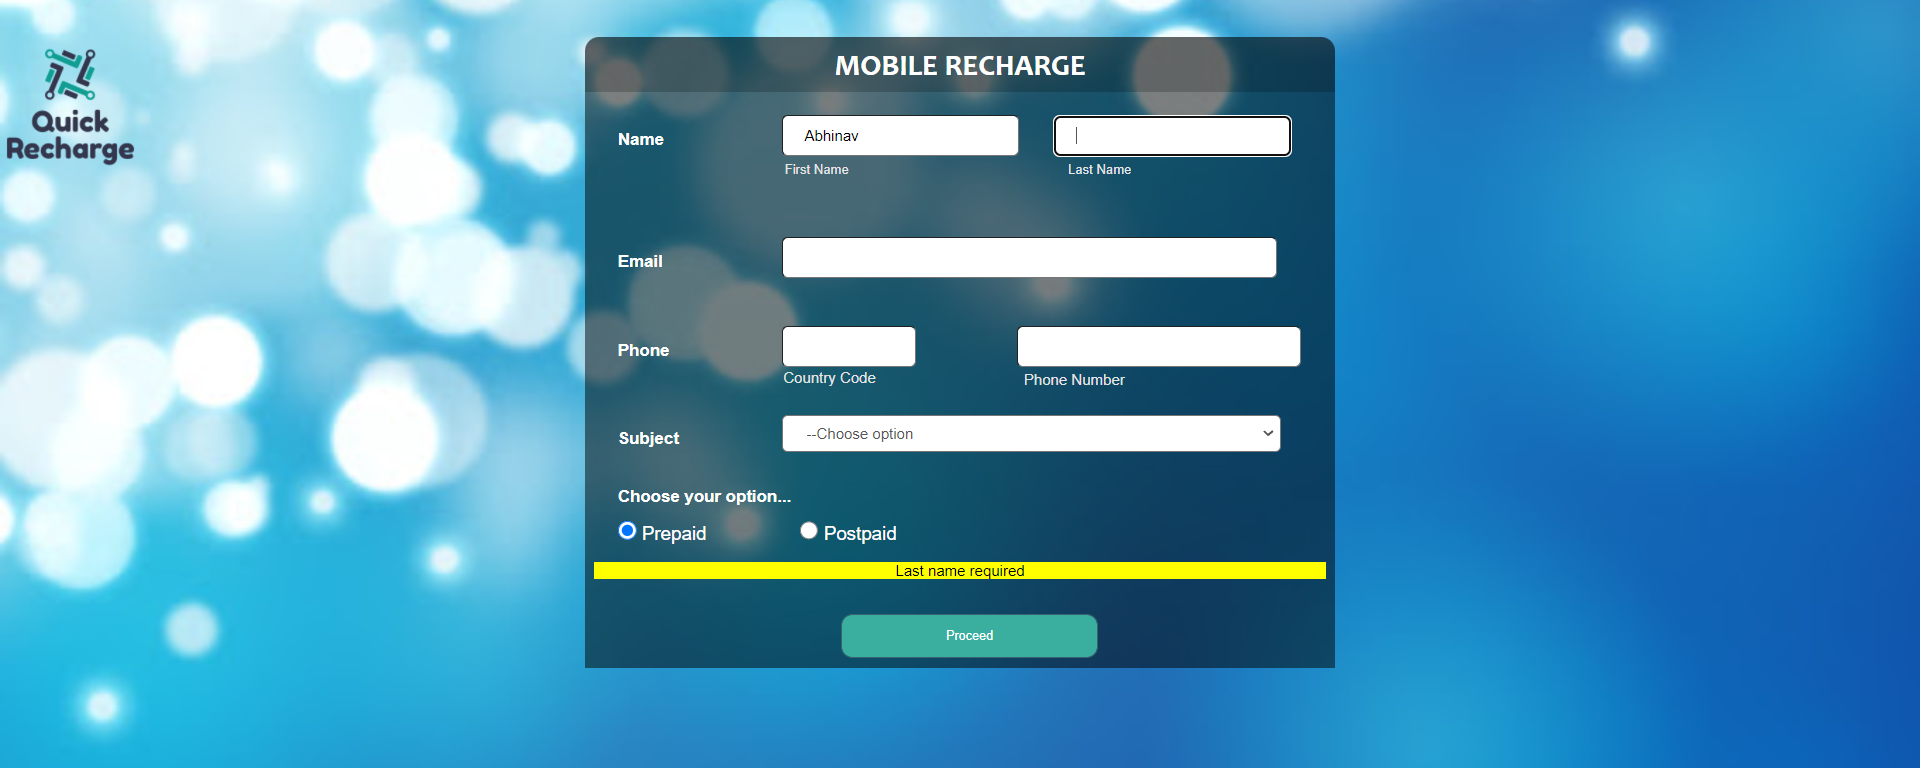 Quick
Recharge
MOBILE RECHARGE
Name
Abhinav
First Name
Last Name
Email
Phone
Country Code
Phone Number
Subject
--Choose option
Choose your option...
Prepaid
Postpaid
Last name required
Proceed